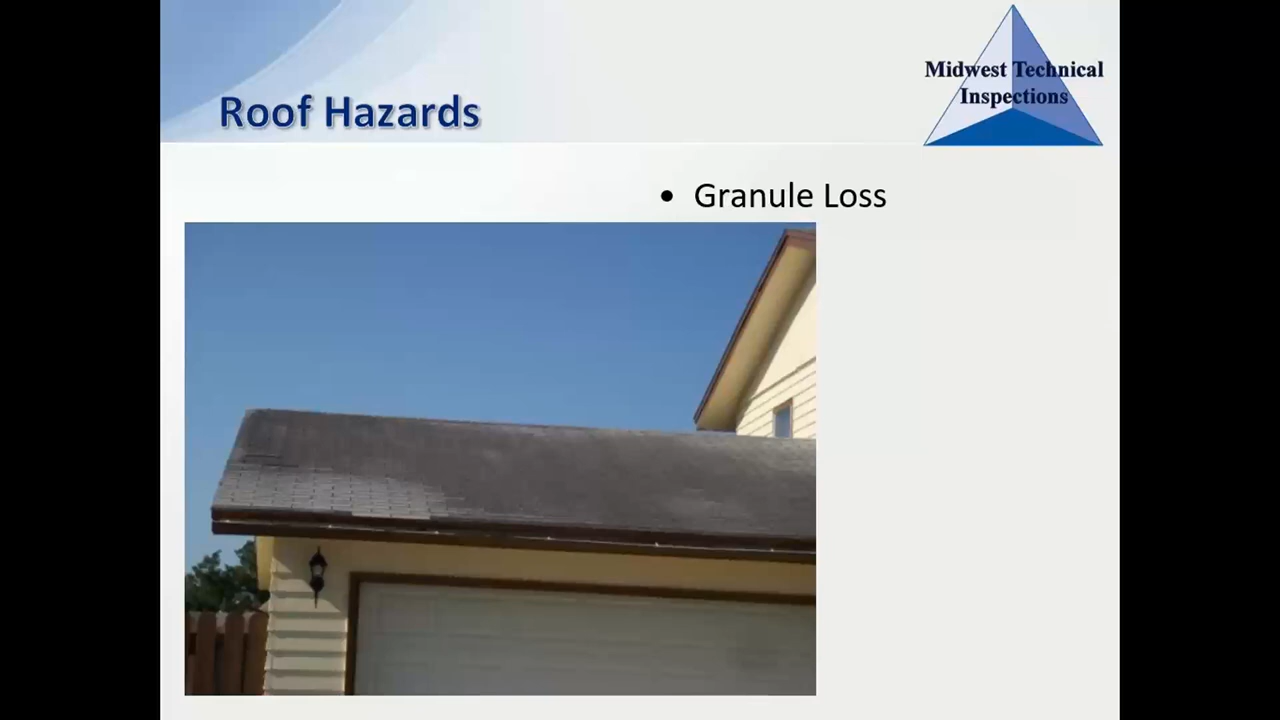 Midwest Technical
Inspections
Roof Hazards
• Granule Loss